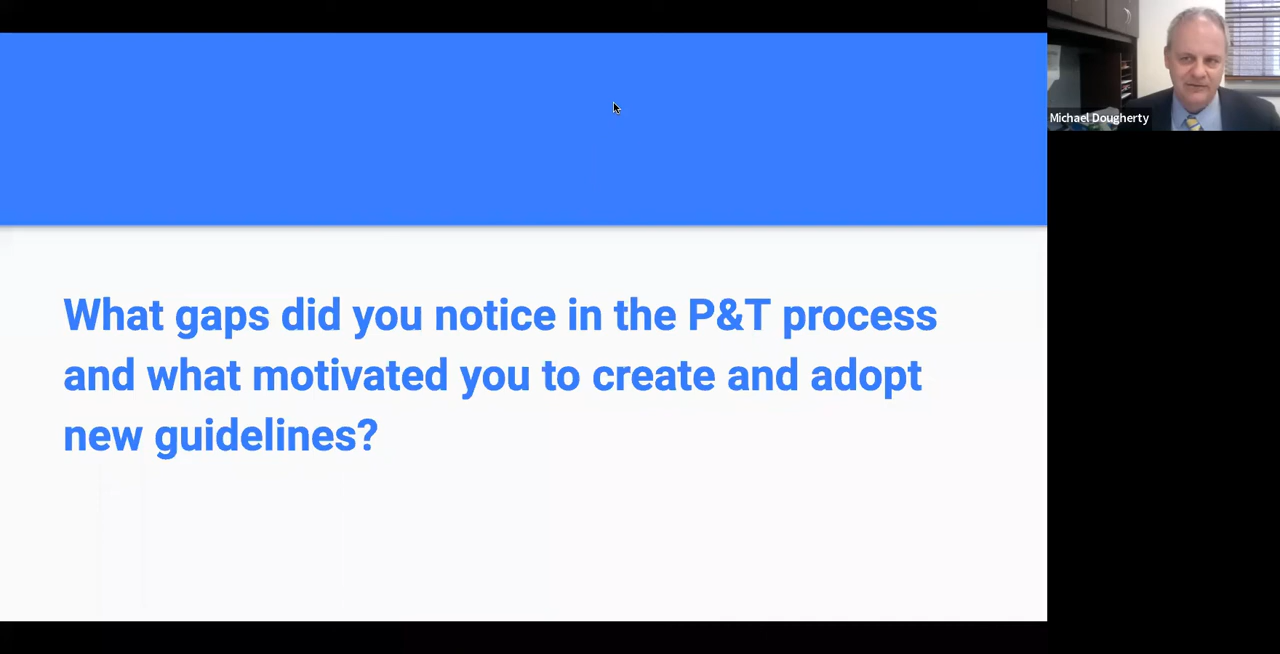 What gaps did you notice in the P&T process
and what motivated you to create and adopt
new guidelines?
Michael Dougherty